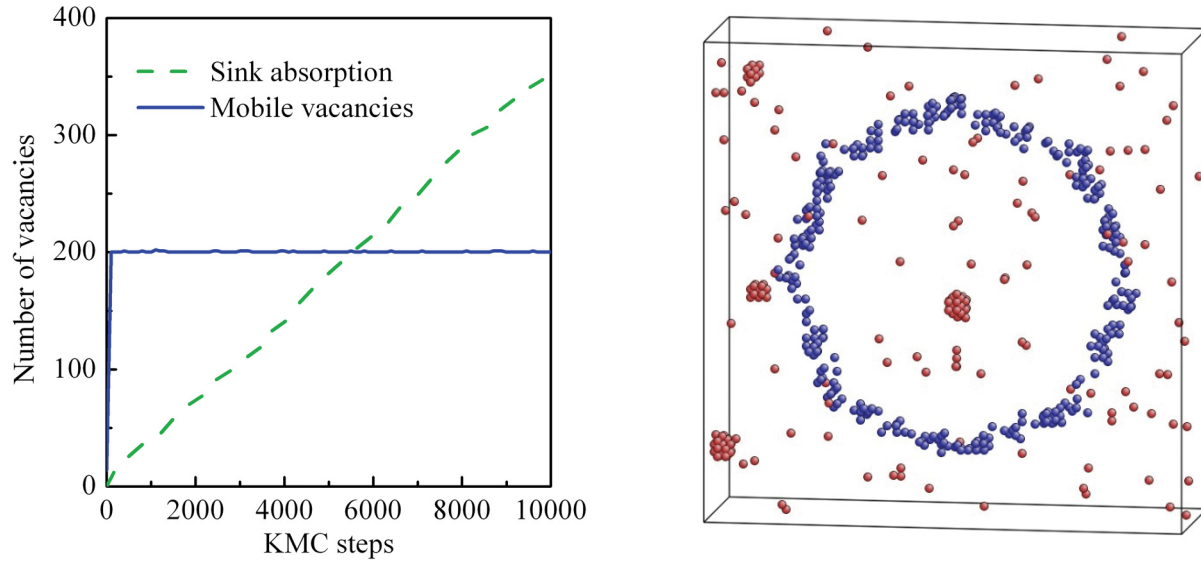 400
300
200
100
0
Number of vacancies
Sink absorption
Mobile vacancies
0 2000 4000 6000 8000 10000
KMC steps